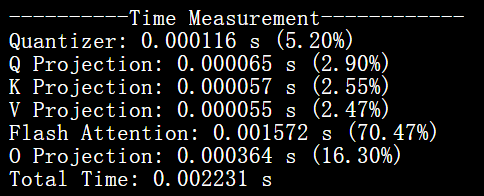 ----------Time Measurement------------
Quantizer: 0.000116 s (5.20%)
Q Projection: 0.000065 s (2.90%)
K Projection: 0.000057 s (2.55%)
V Projection: 0.000055 s (2.47%)
Flash Attention: 0.001572 s (70.47%)
O Projection: 0.000364 s (16.30%)
Total Time: 0.002231 s